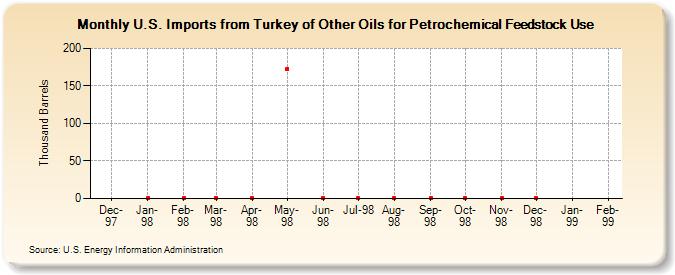 Monthly U.S. Imports from Turkey of Other Oils for Petrochemical Feedstock Use
Thousand Barrels
200
150
100
50
0
Dec-97 Jan-98 Feb-98 Mar-98 Apr-98 May-98 Jun-98 Jul-98 Aug-98 Sep-98 Oct-98 Nov-98 Dec-98 Jan-99 Feb-99
Source: U.S. Energy Information Administration